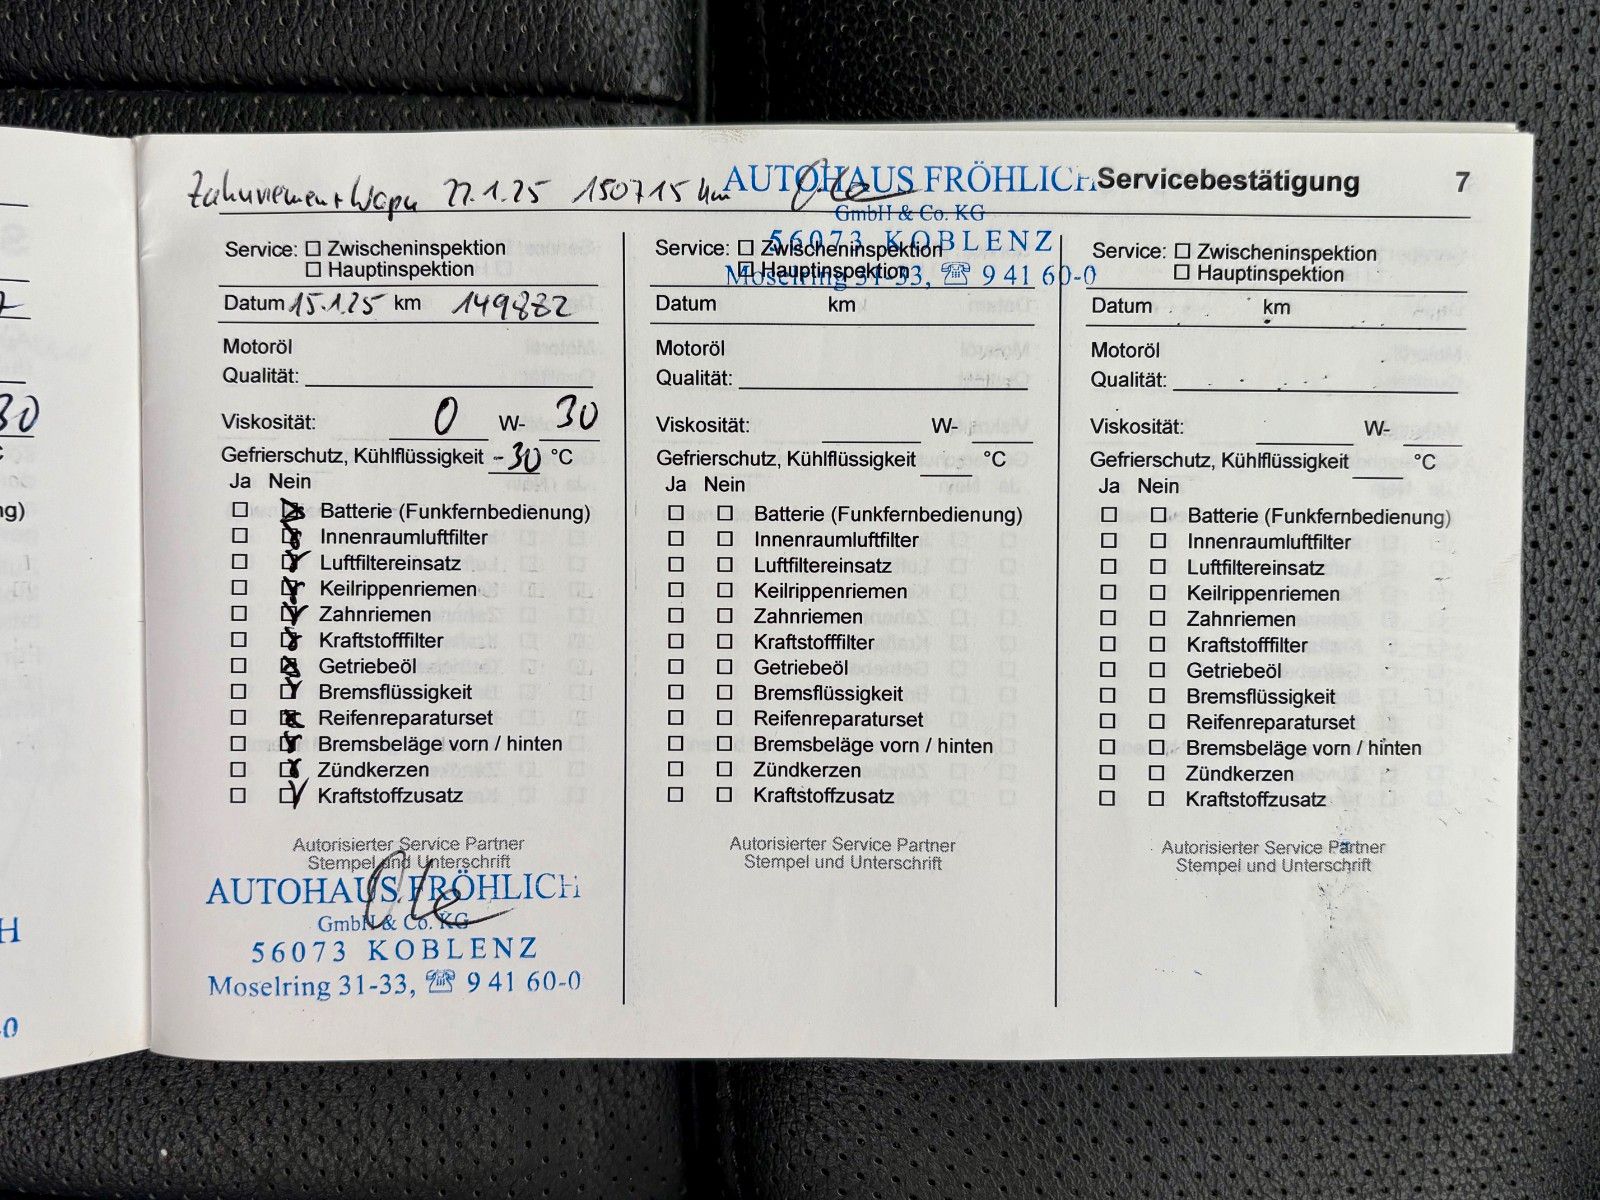 Zahnriemen + Wapu 22.1.25 150715 km
AUTOHAUS FRÖHLICH
GmbH & Co. KG
56073 KOBLENZ
Moselring 31-33, ☏ 9 41 60-0
Servicebestätigung 7
Service: ☐ Zwischeninspektion
☐ Hauptinspektion
Datum 15.1.25 km 149882
Motoröl
Qualität:
Viskosität: 0 W- 30
Gefrierschutz, Kühlflüssigkeit -30 °C
Ja Nein
Batterie (Funkfernbedienung)
Innenraumluftfilter
Luftfiltereinsatz
Keilrippenriemen
Zahnriemen
Kraftstofffilter
Getriebeöl
Bremsflüssigkeit
Reifenreparaturset
Bremsbeläge vorn / hinten
Zündkerzen
Kraftstoffzusatz
Autorisierter Service Partner
Stempel und Unterschrift
AUTOHAUS FRÖHLICH
GmbH & Co. KG
56073 KOBLENZ
Moselring 31-33, ☏ 9 41 60-0
Service: ☐ Zwischeninspektion
☐ Hauptinspektion
Datum km
Motoröl
Qualität:
Viskosität: W-
Gefrierschutz, Kühlflüssigkeit °C
Ja Nein
Batterie (Funkfernbedienung)
Innenraumluftfilter
Luftfiltereinsatz
Keilrippenriemen
Zahnriemen
Kraftstofffilter
Getriebeöl
Bremsflüssigkeit
Reifenreparaturset
Bremsbeläge vorn / hinten
Zündkerzen
Kraftstoffzusatz
Autorisierter Service Partner
Stempel und Unterschrift
Service: ☐ Zwischeninspektion
☐ Hauptinspektion
Datum km
Motoröl
Qualität:
Viskosität: W-
Gefrierschutz, Kühlflüssigkeit °C
Ja Nein
Batterie (Funkfernbedienung)
Innenraumluftfilter
Luftfiltereinsatz
Keilrippenriemen
Zahnriemen
Kraftstofffilter
Getriebeöl
Bremsflüssigkeit
Reifenreparaturset
Bremsbeläge vorn / hinten
Zündkerzen
Kraftstoffzusatz
Autorisierter Service Partner
Stempel und Unterschrift